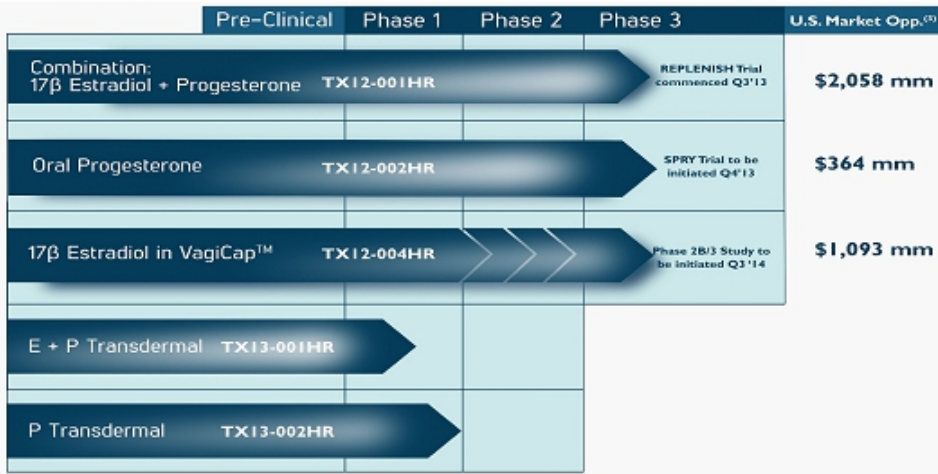 Pre-Clinical Phase 1 Phase 2 Phase 3 U.S. Market Opp.(3)
Combination:
17β Estradiol + Progesterone TX12-001HR
REPLENISH Trial
commenced Q3'13
$2,058 mm
Oral Progesterone TX12-002HR
SPRY Trial to be
initiated Q4'13
$364 mm
17β Estradiol in VagiCap™ TX12-004HR
Phase 2B/3 Study to
be initiated Q3'14
$1,093 mm
E + P Transdermal TX13-001HR
P Transdermal TX13-002HR